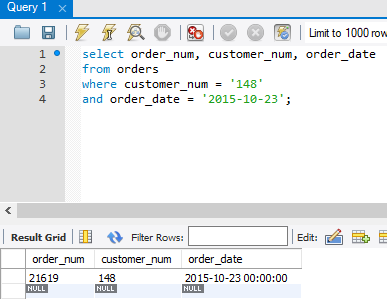 Query 1
Limit to 1000 row
1 select order_num, customer_num, order_date
2 from orders
3 where customer_num = '148'
4 and order_date = '2015-10-23';
Result Grid Filter Rows: Edit:
order_num customer_num order_date
21619 148 2015-10-23 00:00:00
NULL NULL NULL